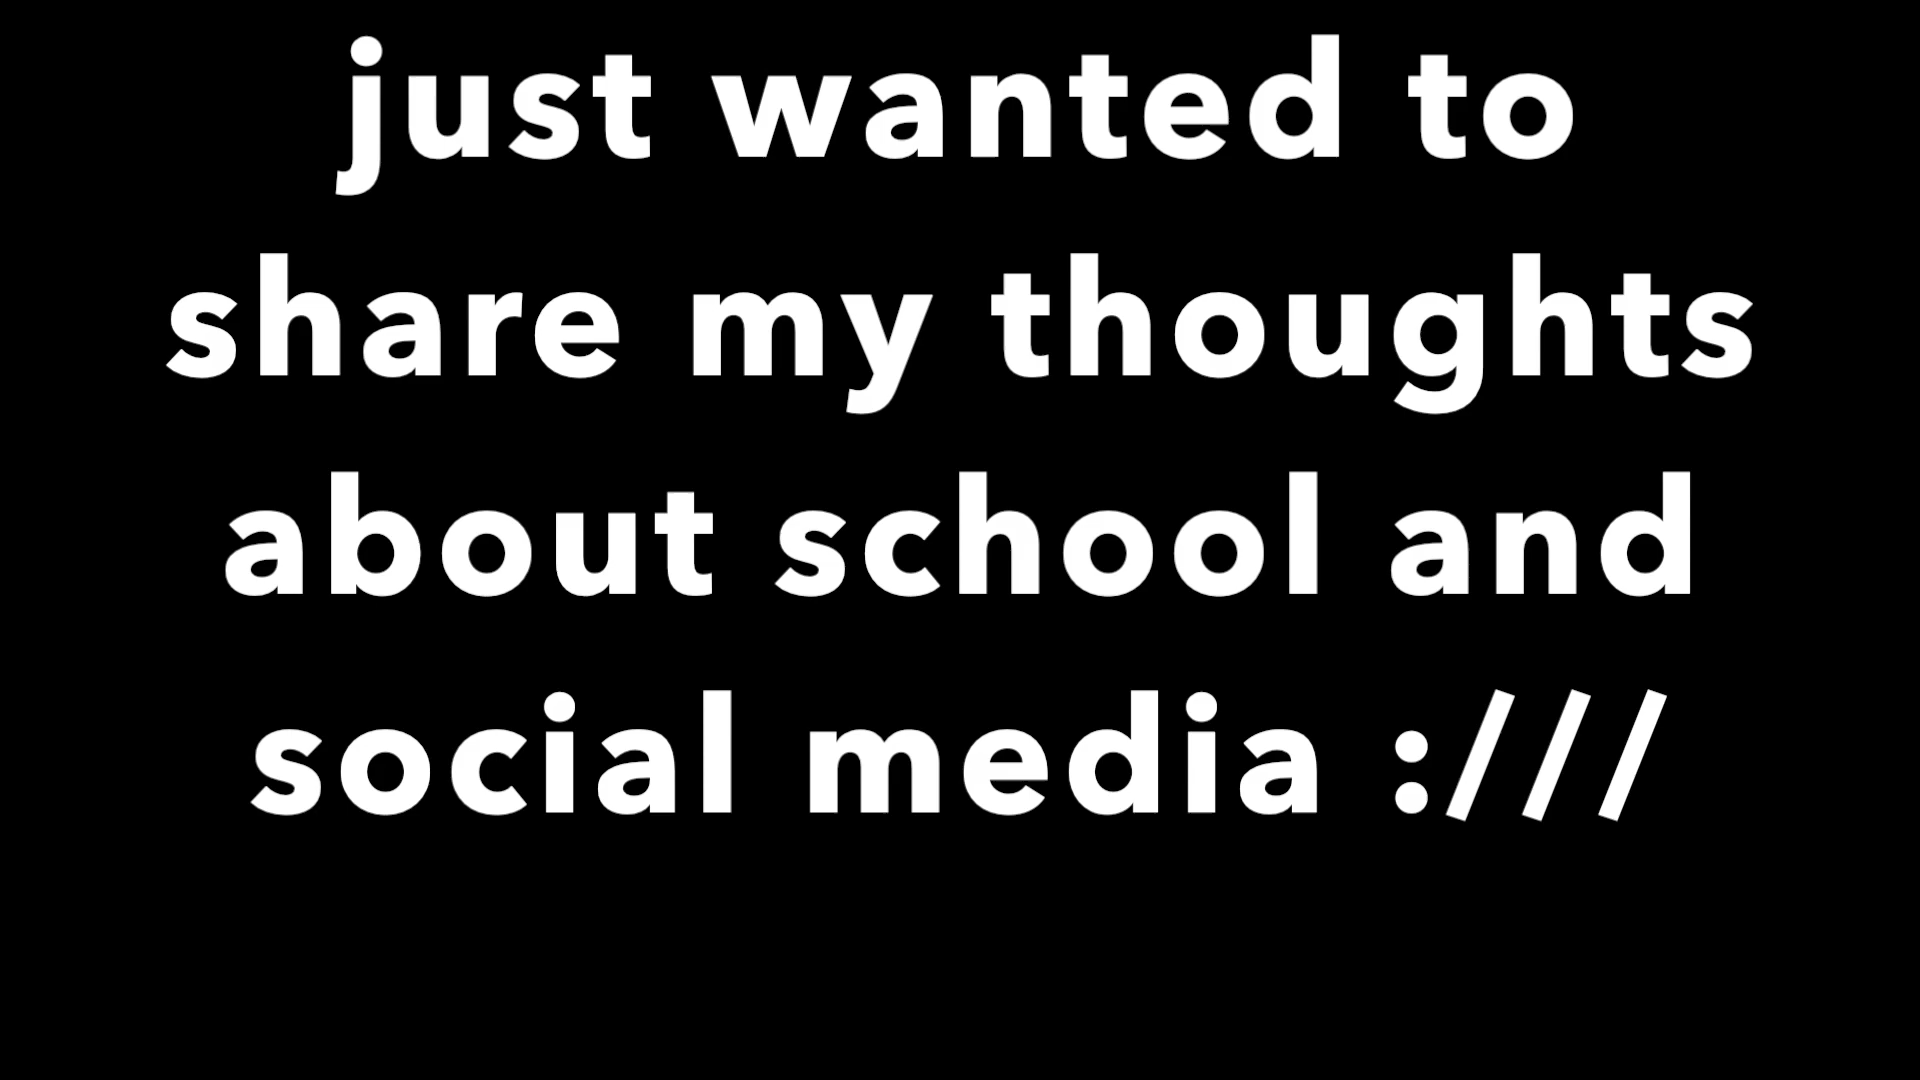 just wanted to
share my thoughts
about school and
social media :///